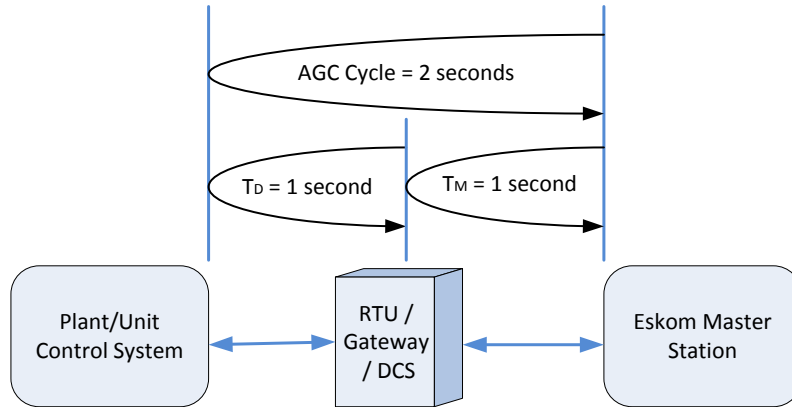 AGC Cycle = 2 seconds
TD = 1 second
TM = 1 second
Plant/Unit
Control System
RTU /
Gateway
/ DCS
Eskom Master
Station